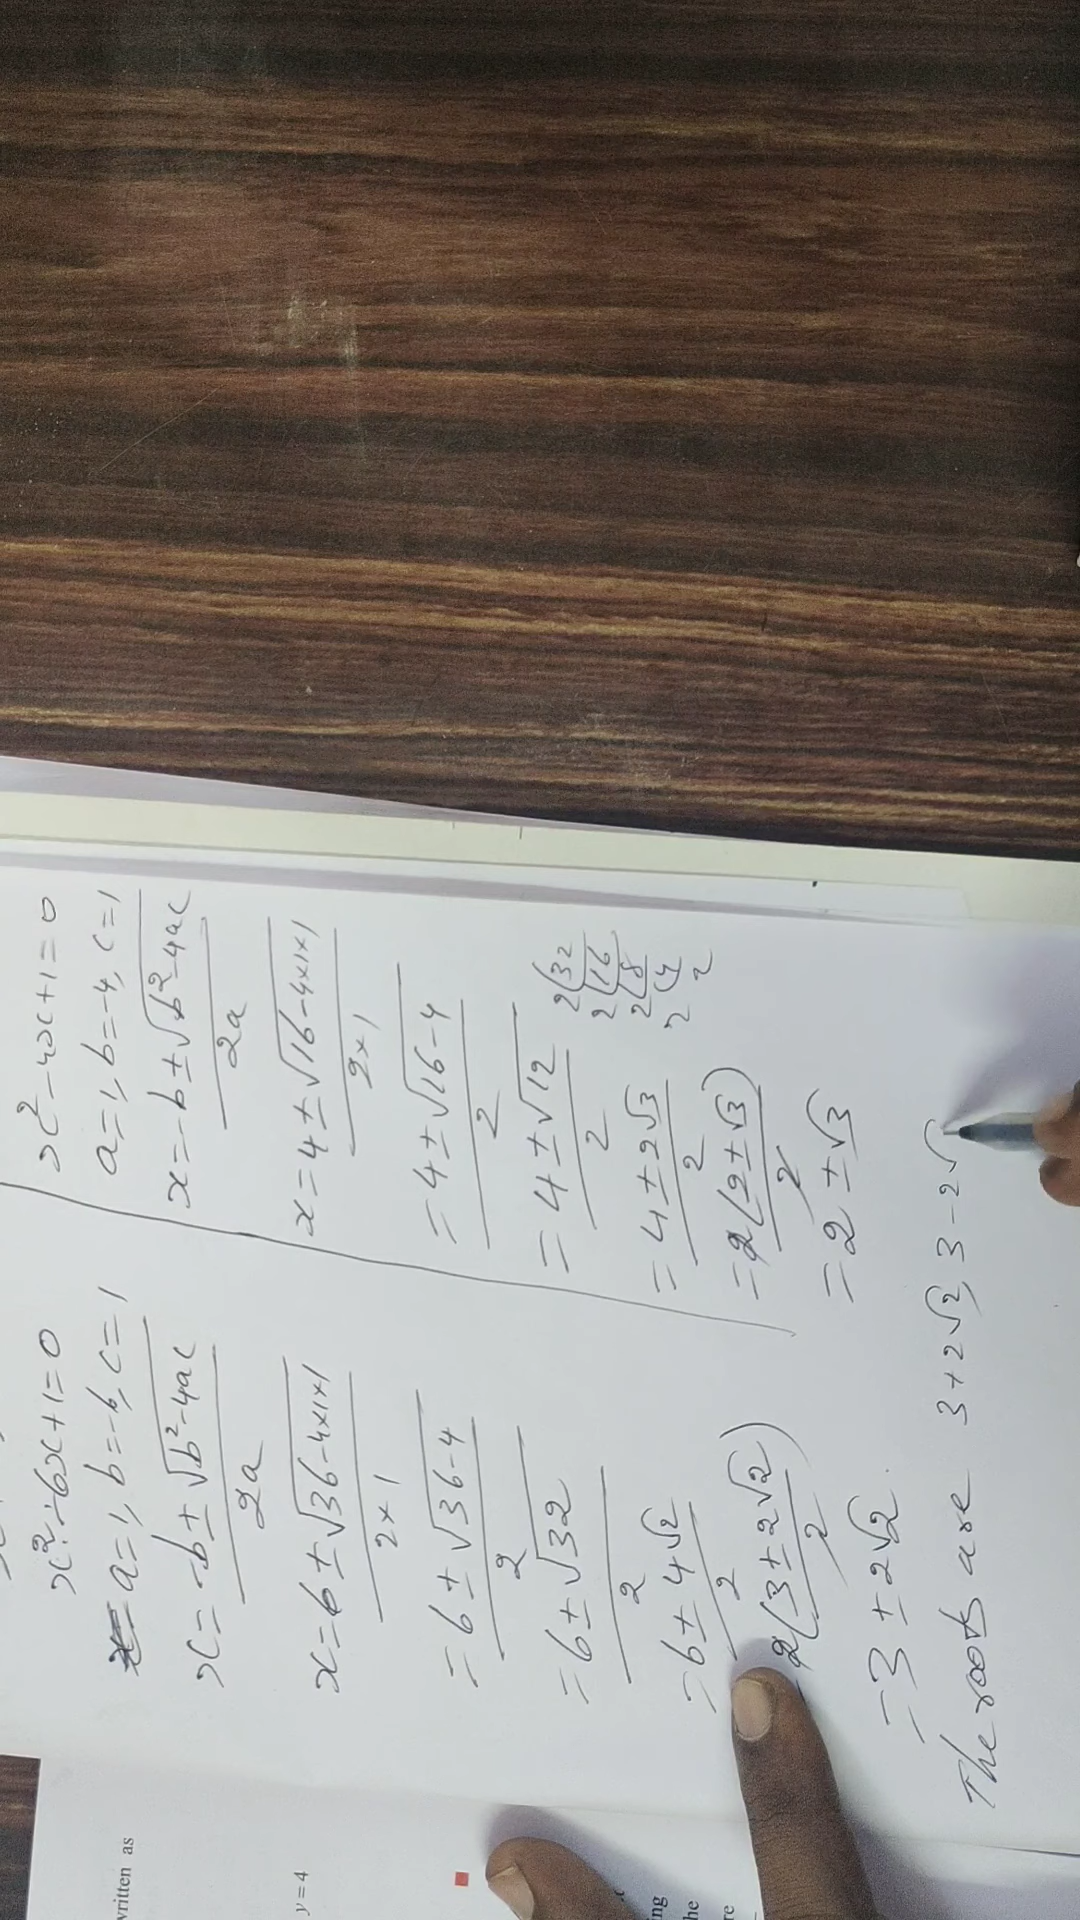 x² - 6x + 1 = 0
a = 1, b = -6, c = 1
x = -b ± √b² - 4ac
2a
x = 6 ± √36 - 4×1×1
2×1
= 6 ± √36 - 4
2
= 6 ± √32
2
= 6 ± 4√2
2
2(3 ± 2√2)
2
= 3 ± 2√2
x² - 4x + 1 = 0
a = 1, b = -4, c = 1
x = -b ± √b² - 4ac
2a
x = 4 ± √16 - 4×1×1
2×1
= 4 ± √16 - 4
2
= 4 ± √12
2
= 4 ± 2√3
2
= 2(2 ± √3)
2
= 2 ± √3
2 32
2 16
2 8
2 4
2
The roots are 3 + 2√2, 3 - 2√
written as
y = 4
ing
he
re